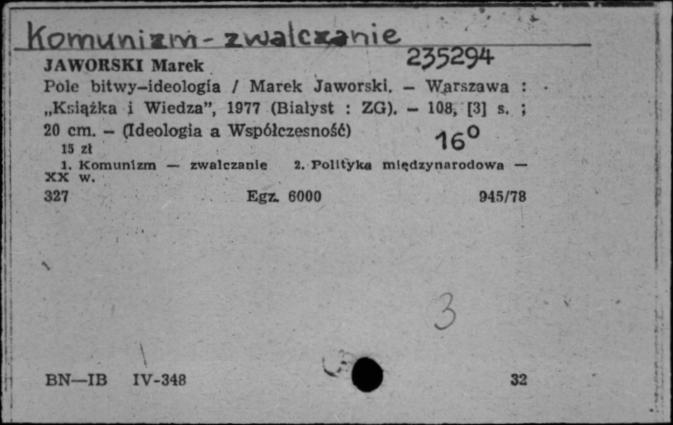 Komunizm - zwalczanie
235294
JAWORSKI Marek
Pole bitwy—ideologia / Marek Jaworski. — Warszawa :
„Książka i Wiedza”, 1977 (Białyst : ZG). — 108, [3] s. ;
20 cm. — (Ideologia a Współczesność)
16°
15 zł
1. Komunizm — zwalczanie 2. Polityka międzynarodowa —
XX w.
327 Egz. 6000 945/78
3
BN—IB IV-348 32